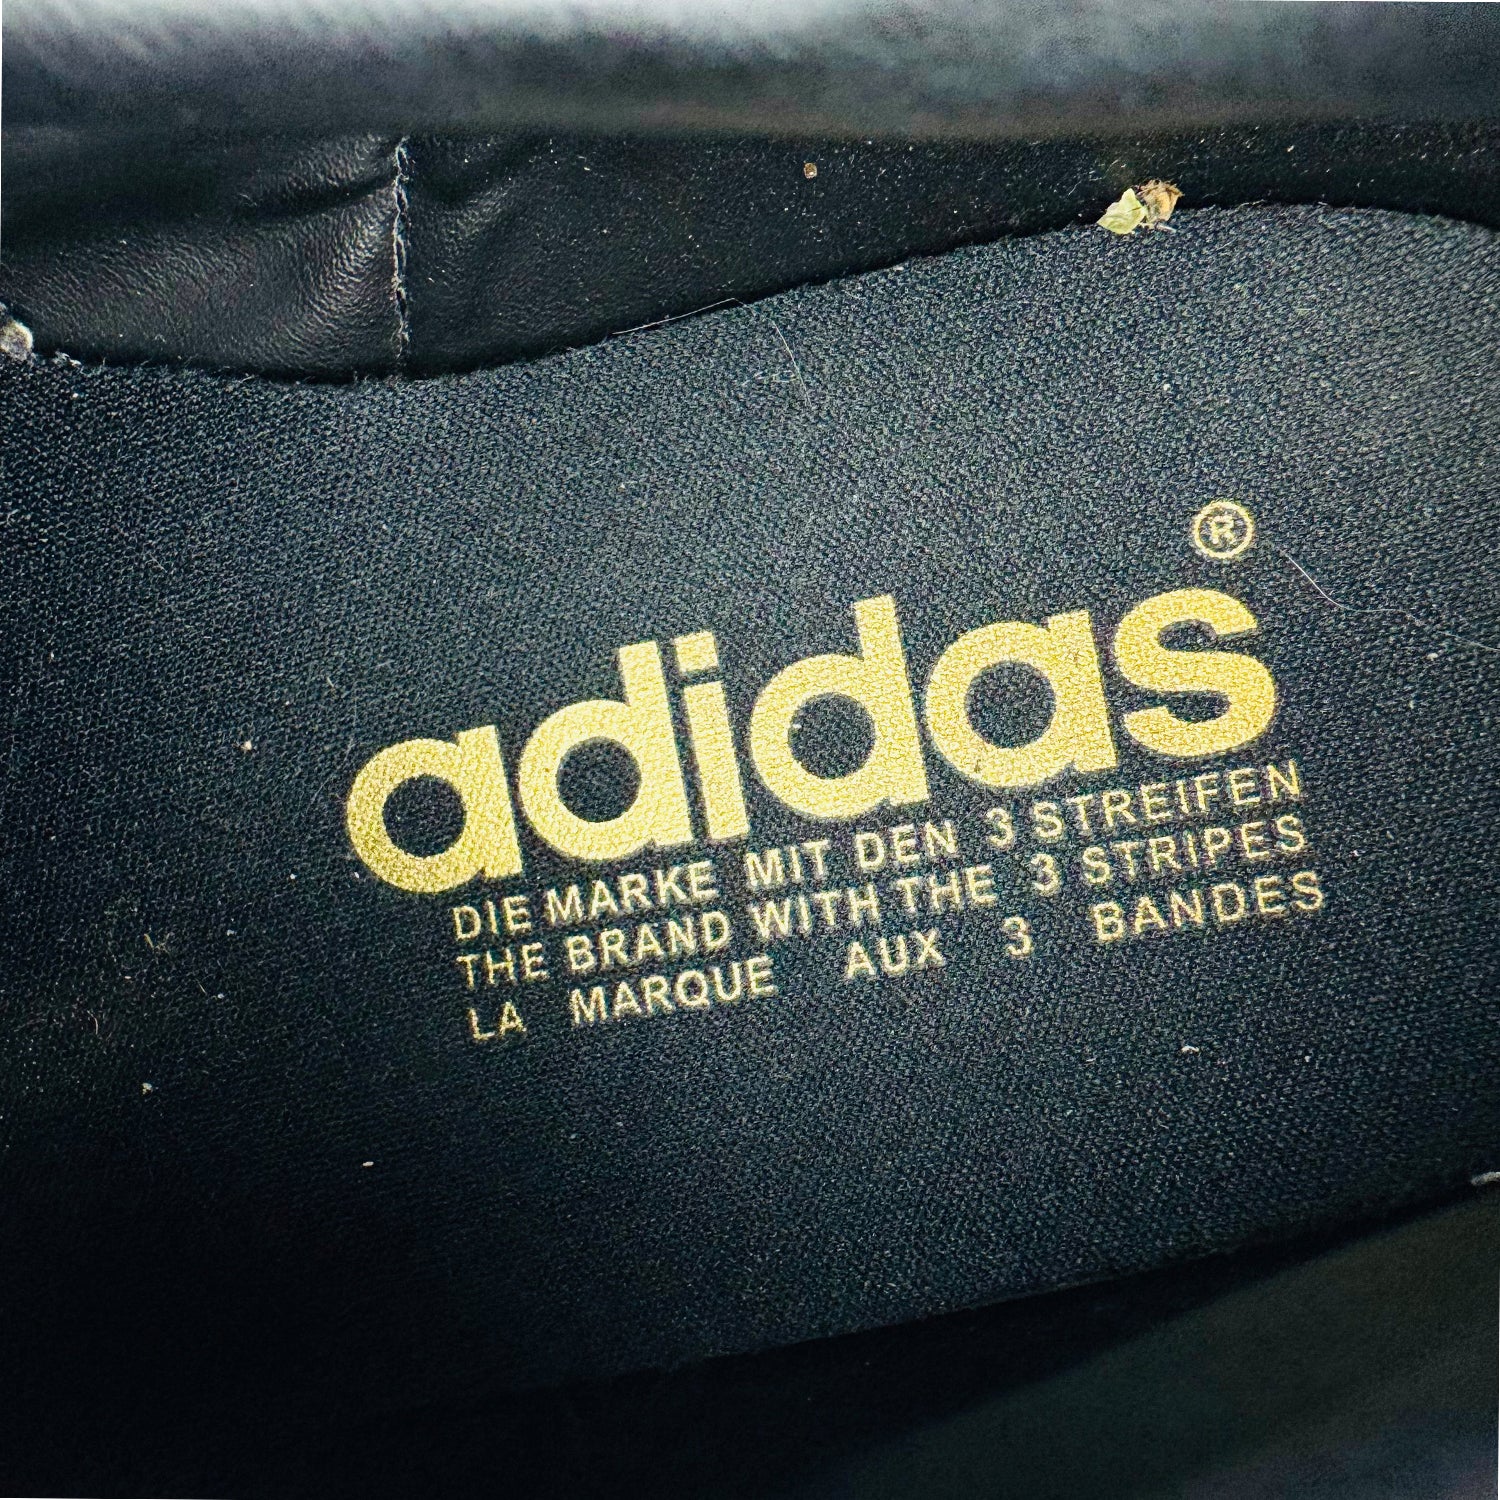 ®
adidas
DIE MARKE MIT DEN 3 STREIFEN
THE BRAND WITH THE 3 STRIPES
LA MARQUE AUX 3 BANDES